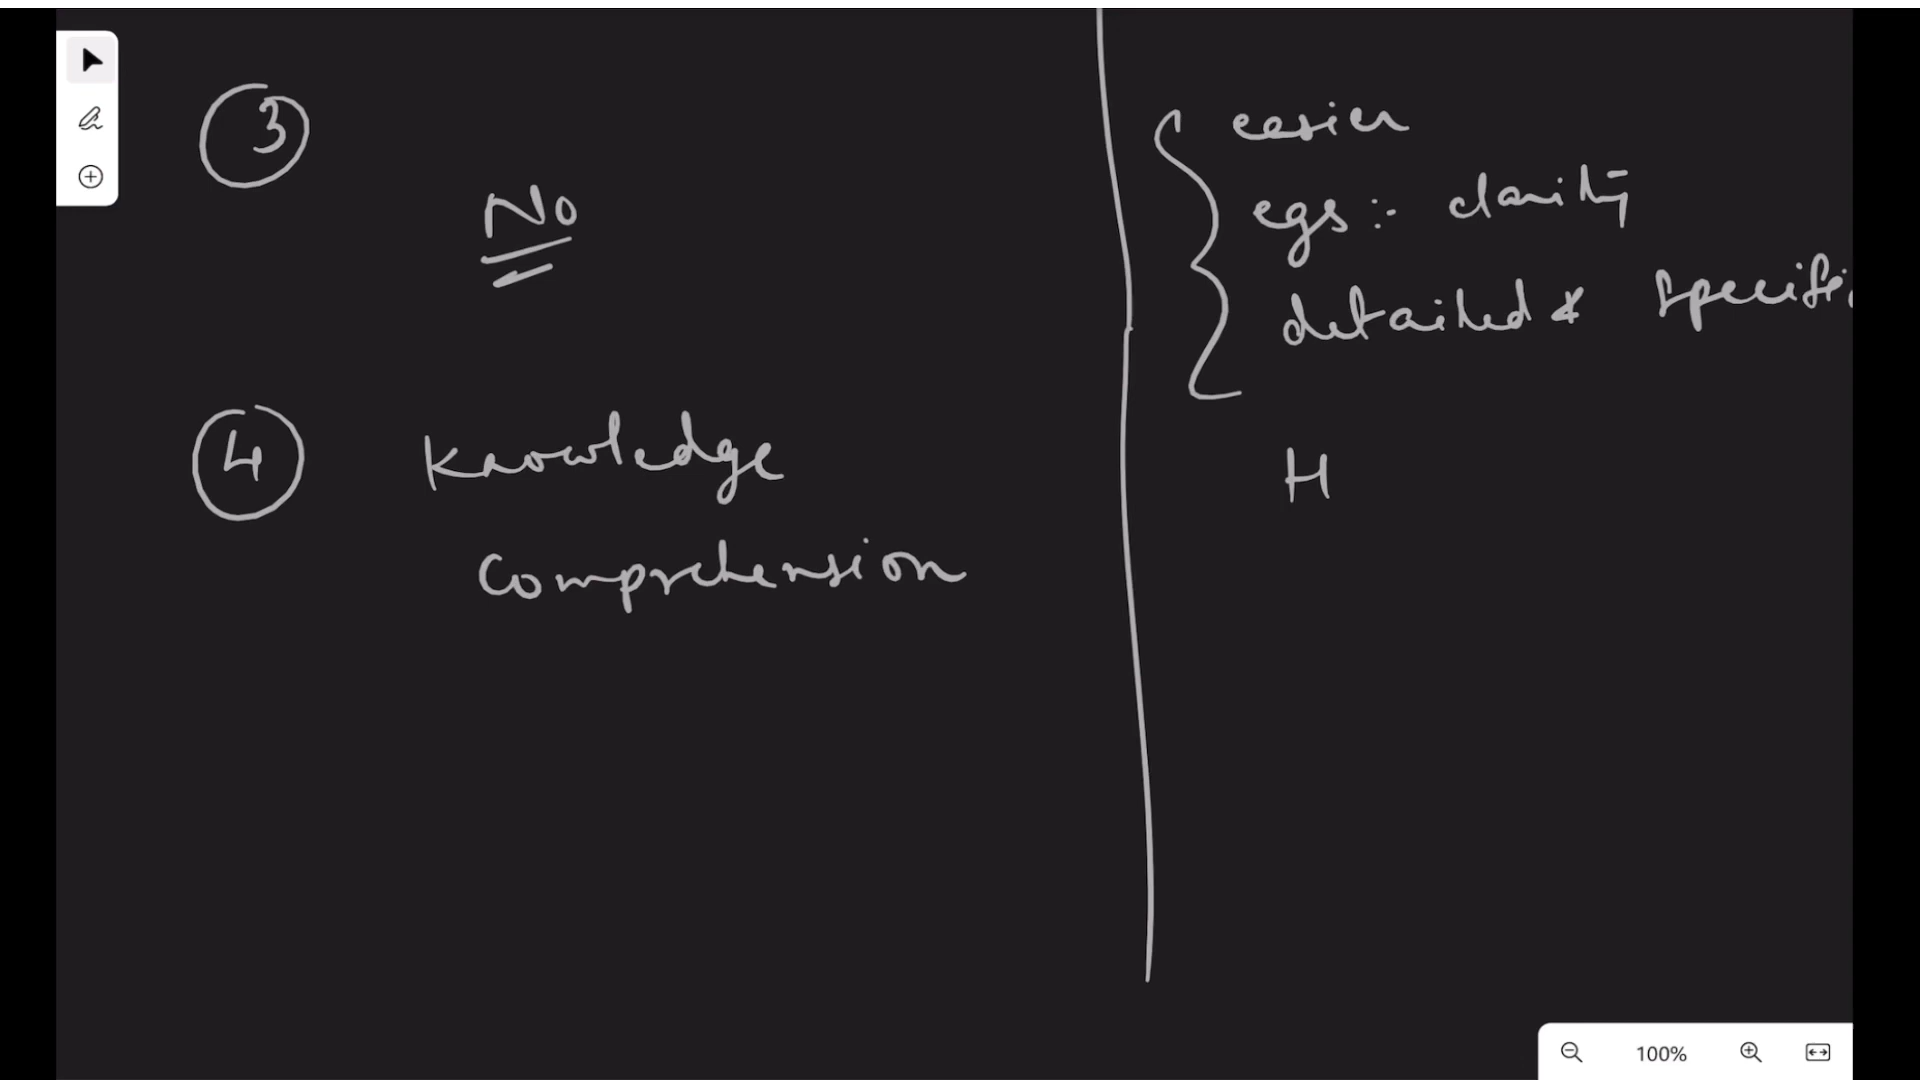 3
No
4 Knowledge
Comprehension
easier
egs :- clarity
detailed & specific
H
100%